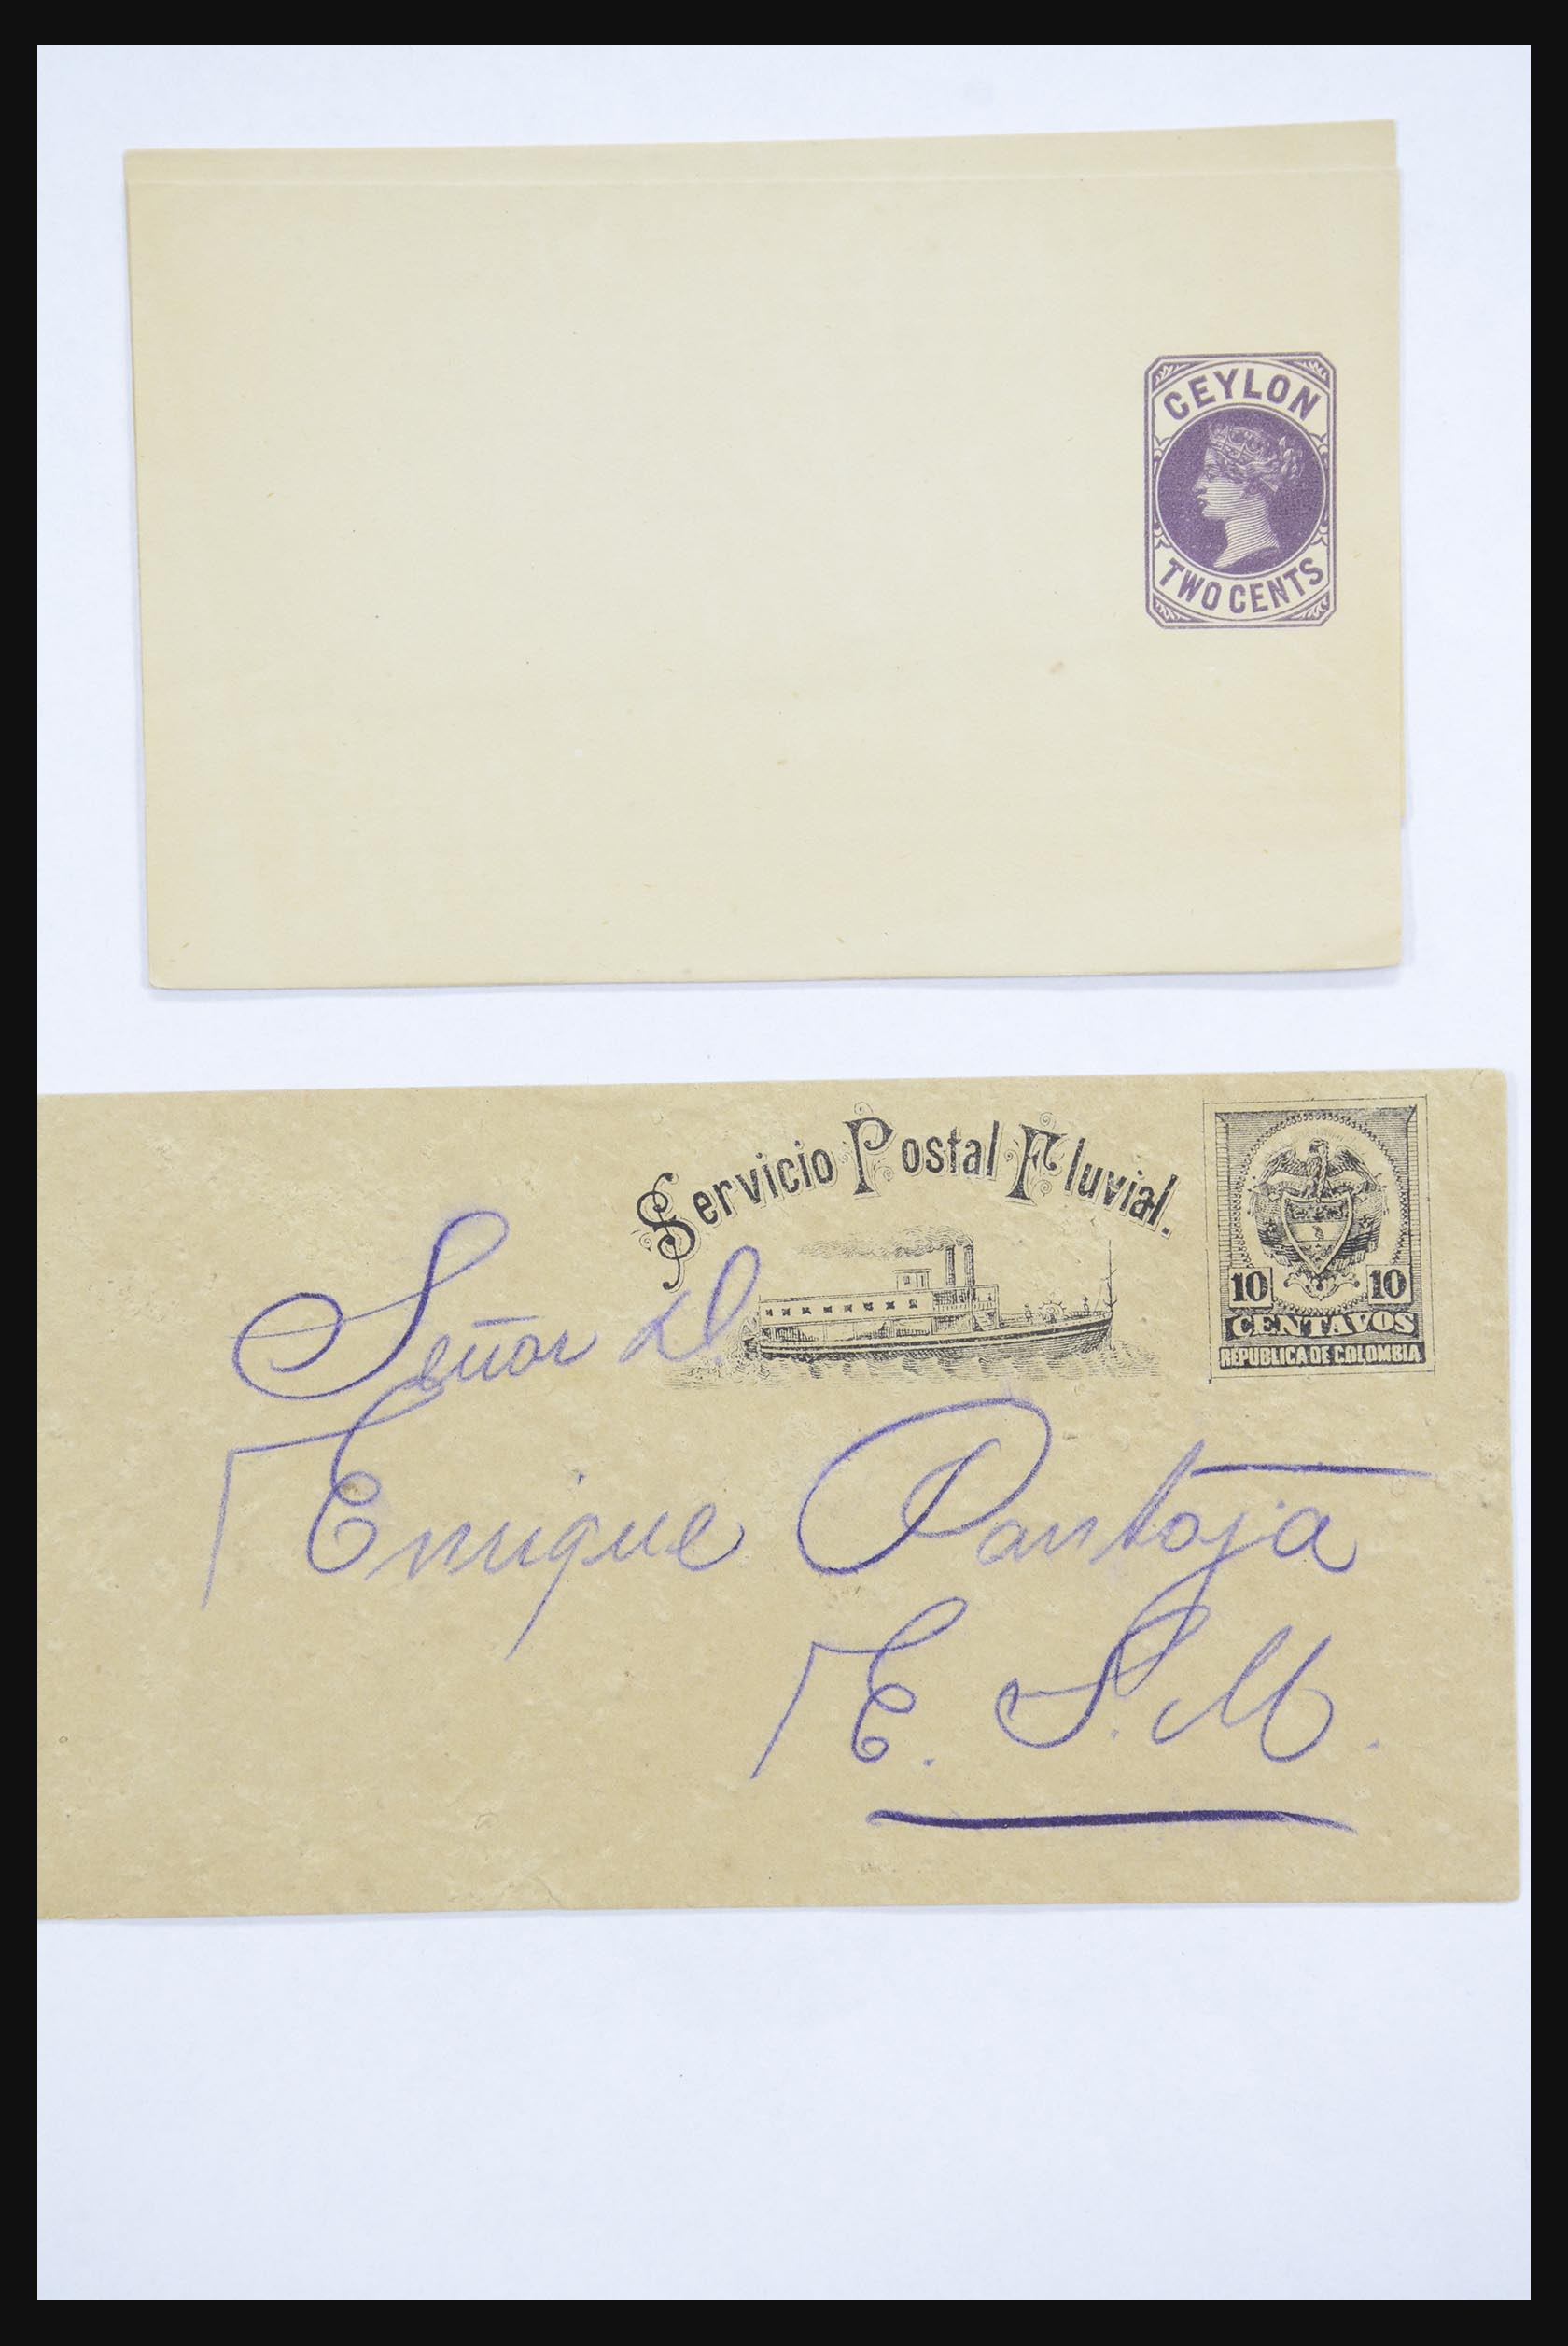 CEYLON
TWO CENTS
Servicio Postal Fluvial.
10 10
CENTAVOS
REPUBLICA DE COLOMBIA
Señor D.
Enrique Pantoja
E. S. M.